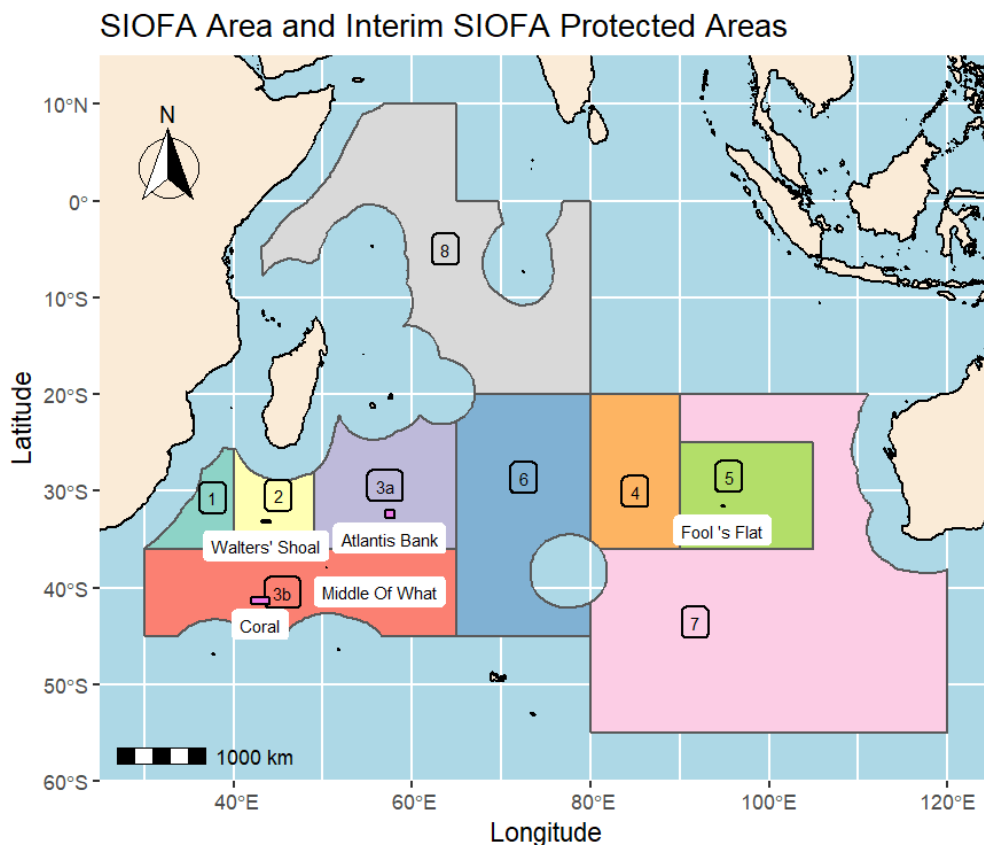 SIOFA Area and Interim SIOFA Protected Areas
N
10°N
0°
10°S
20°S
30°S
40°S
50°S
60°S
Latitude
8
1
2
3a
6
4
5
Walters' Shoal
Atlantis Bank
Fool 's Flat
3b
Middle Of What
Coral
7
1000 km
40°E
60°E
80°E
100°E
120°E
Longitude